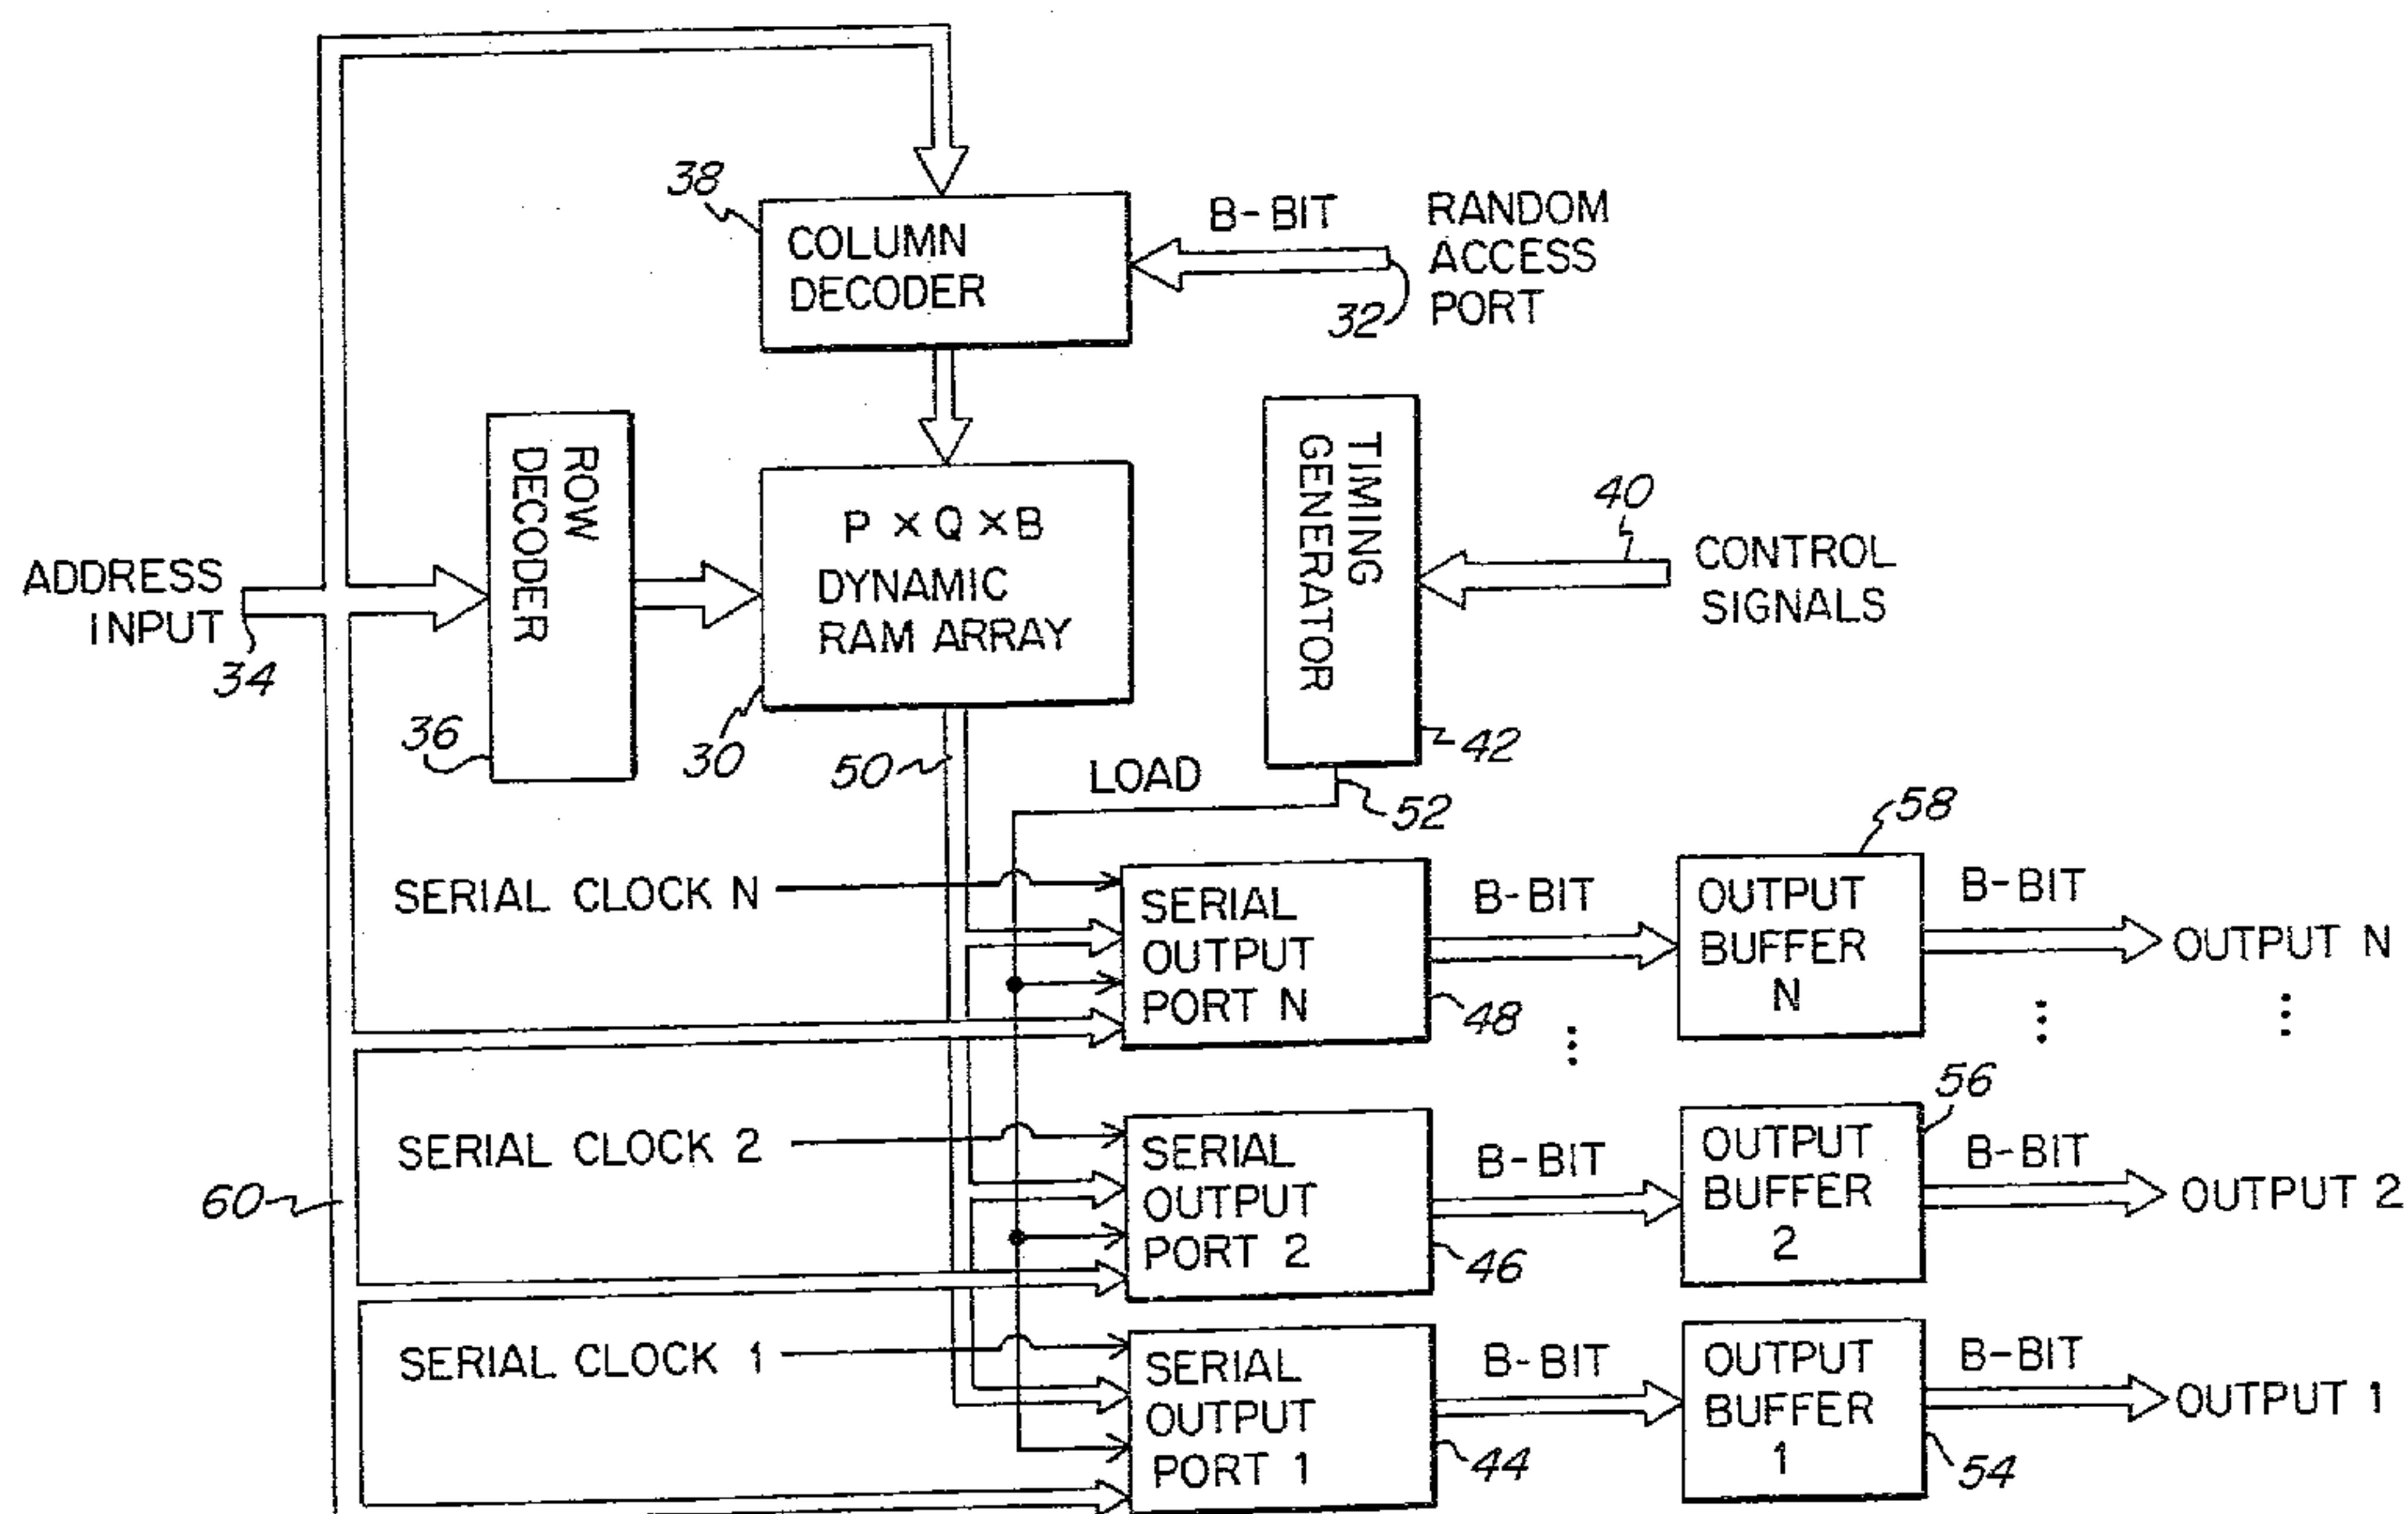 38
COLUMN
DECODER
B-BIT
32
RANDOM
ACCESS
PORT
ADDRESS
INPUT
34
ROW
DECODER
36
P × Q × B
DYNAMIC
RAM ARRAY
30
TIMING
GENERATOR
42
40
CONTROL
SIGNALS
50
LOAD
52
SERIAL CLOCK N
SERIAL
OUTPUT
PORT N
48
B-BIT
58
OUTPUT
BUFFER
N
B-BIT
OUTPUT N
60
SERIAL CLOCK 2
SERIAL
OUTPUT
PORT 2
46
B-BIT
56
OUTPUT
BUFFER
2
B-BIT
OUTPUT 2
SERIAL CLOCK 1
SERIAL
OUTPUT
PORT 1
44
B-BIT
OUTPUT
BUFFER
1
54
B-BIT
OUTPUT 1